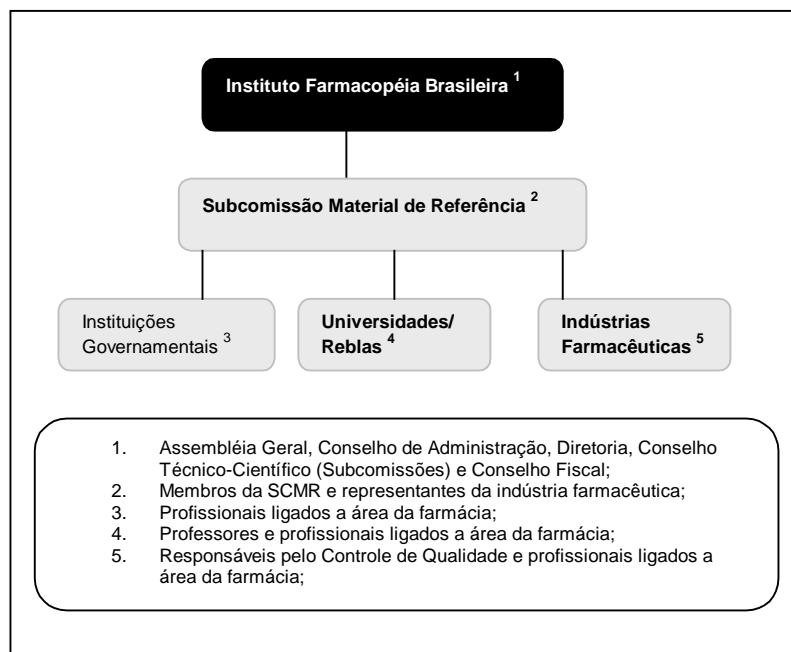 Instituto Farmacopéia Brasileira 1
Subcomissão Material de Referência 2
Instituições
Governamentais 3
Universidades/
Reblas 4
Indústrias
Farmacêuticas 5
1. Assembléia Geral, Conselho de Administração, Diretoria, Conselho
Técnico-Científico (Subcomissões) e Conselho Fiscal;
2. Membros da SCMR e representantes da indústria farmacêutica;
3. Profissionais ligados a área da farmácia;
4. Professores e profissionais ligados a área da farmácia;
5. Responsáveis pelo Controle de Qualidade e profissionais ligados a
área da farmácia;